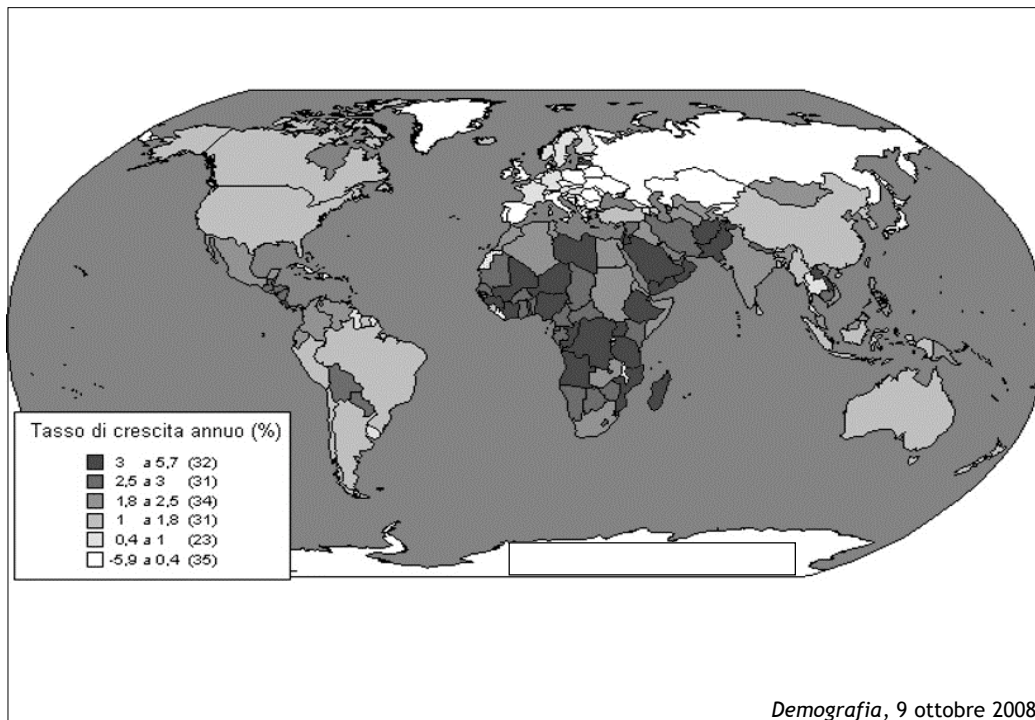 Tasso di crescita annuo (%)
3 a 5,7 (32)
2,5 a 3 (31)
1,8 a 2,5 (34)
1 a 1,8 (31)
0,4 a 1 (23)
-5,9 a 0,4 (35)
Demografia, 9 ottobre 2008